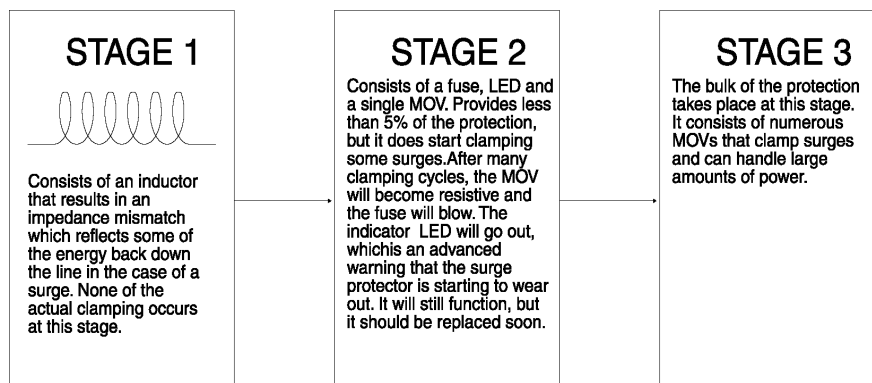 STAGE 1
Consists of an inductor
that results in an
impedance mismatch
which reflects some of
the energy back down
the line in the case of a
surge. None of the
actual clamping occurs
at this stage.
STAGE 2
Consists of a fuse, LED and
a single MOV. Provides less
than 5% of the protection,
but it does start clamping
some surges.After many
clamping cycles, the MOV
will become resistive and
the fuse will blow. The
indicator LED will go out,
whichis an advanced
warning that the surge
protector is starting to wear
out. It will still function, but
it should be replaced soon.
STAGE 3
The bulk of the protection
takes place at this stage.
It consists of numerous
MOVs that clamp surges
and can handle large
amounts of power.